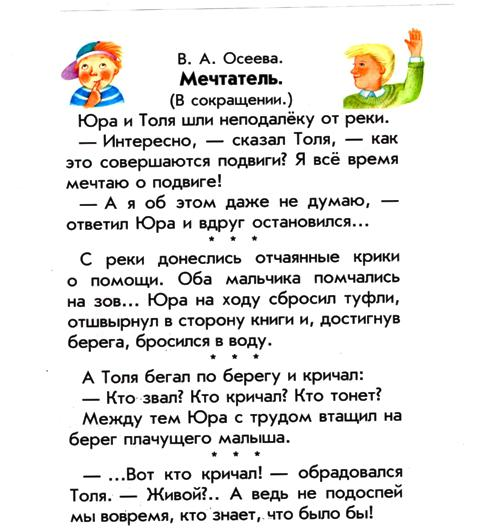 В. А. Осеева.
Мечтатель.
(В сокращении.)
Юра и Толя шли неподалёку от реки.
— Интересно, — сказал Толя, — как
это совершаются подвиги? Я всё время
мечтаю о подвиге!
— А я об этом даже не думаю, —
ответил Юра и вдруг остановился...
* * *
С реки донеслись отчаянные крики
о помощи. Оба мальчика помчались
на зов... Юра на ходу сбросил туфли,
отшвырнул в сторону книги и, достигнув
берега, бросился в воду.
* * *
А Толя бегал по берегу и кричал:
— Кто звал? Кто кричал? Кто тонет?
Между тем Юра с трудом втащил на
берег плачущего малыша.
* * *
— ...Вот кто кричал! — обрадовался
Толя. — Живой?.. А ведь не подоспей
мы вовремя, кто знает, что было бы!